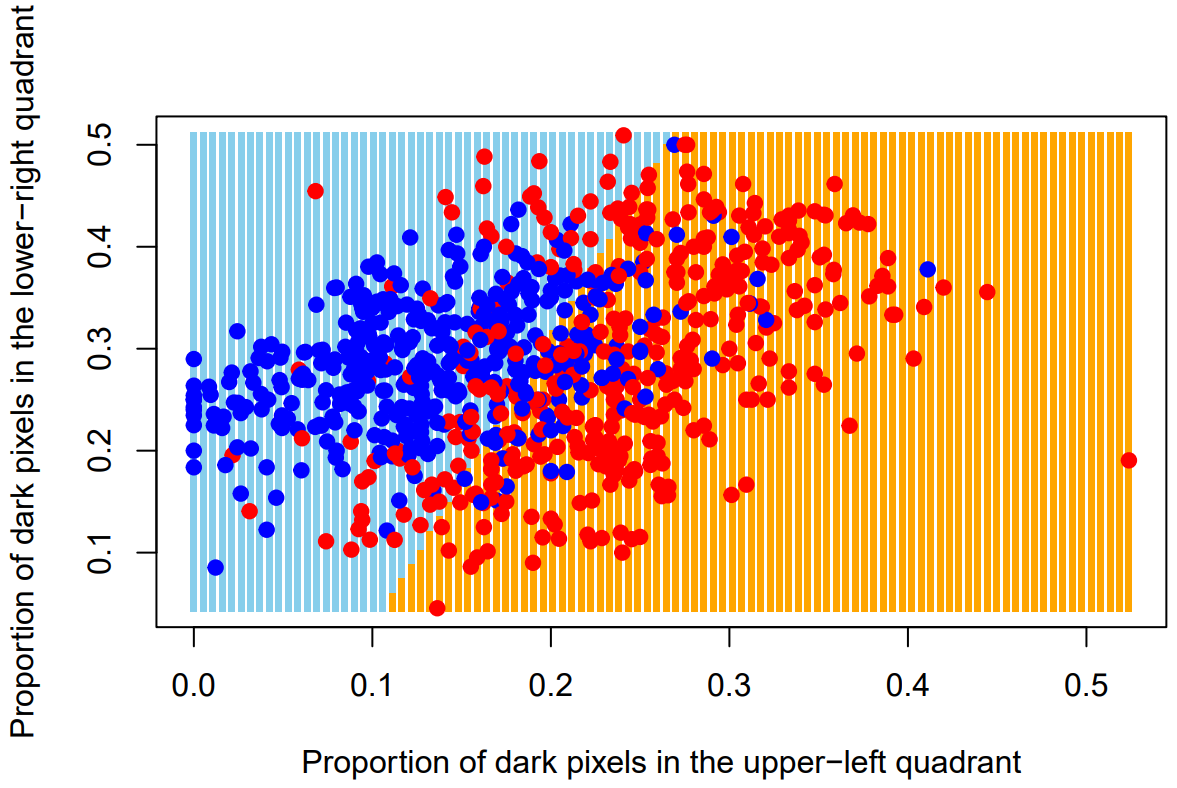 Proportion of dark pixels in the lower−right quadrant
0.5
0.4
0.3
0.2
0.1
0.0 0.1 0.2 0.3 0.4 0.5
Proportion of dark pixels in the upper−left quadrant